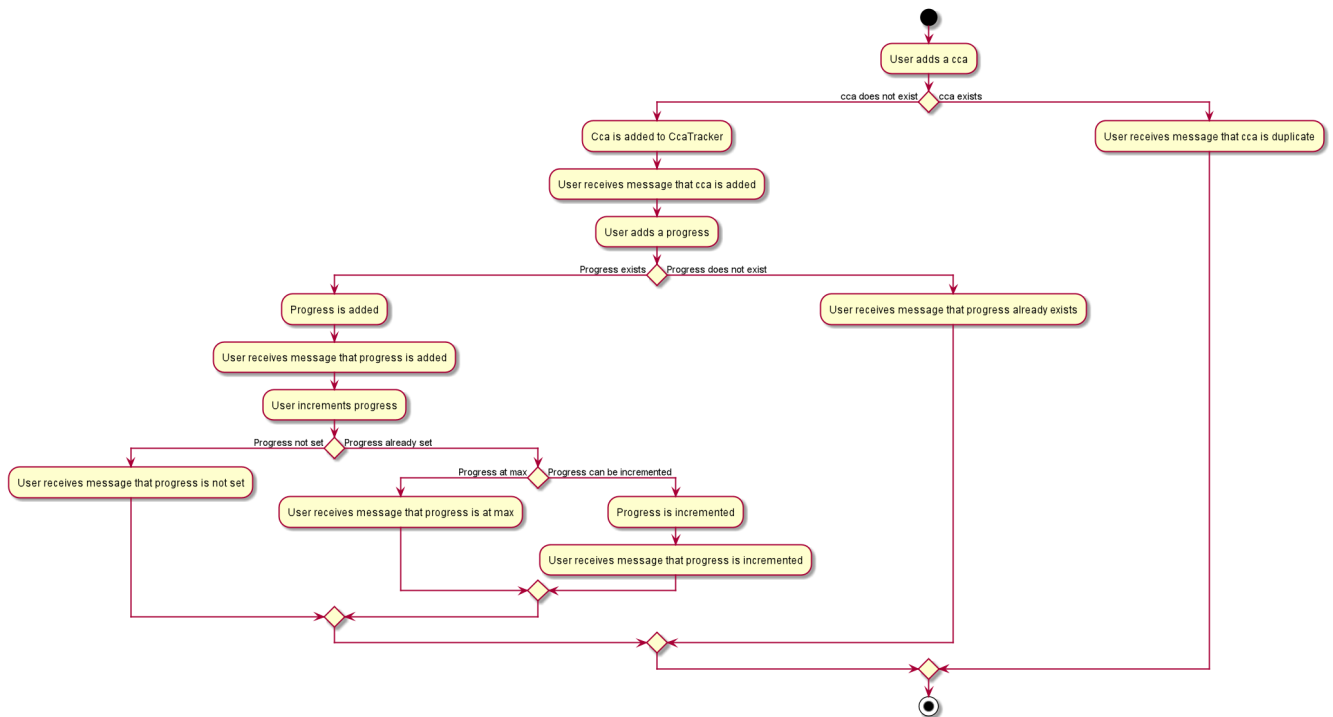 User adds a cca
cca does not exist
cca exists
Cca is added to CcaTracker
User receives message that cca is duplicate
User receives message that cca is added
User adds a progress
Progress exists
Progress does not exist
Progress is added
User receives message that progress already exists
User receives message that progress is added
User increments progress
Progress not set
Progress already set
User receives message that progress is not set
Progress at max
Progress can be incremented
User receives message that progress is at max
Progress is incremented
User receives message that progress is incremented